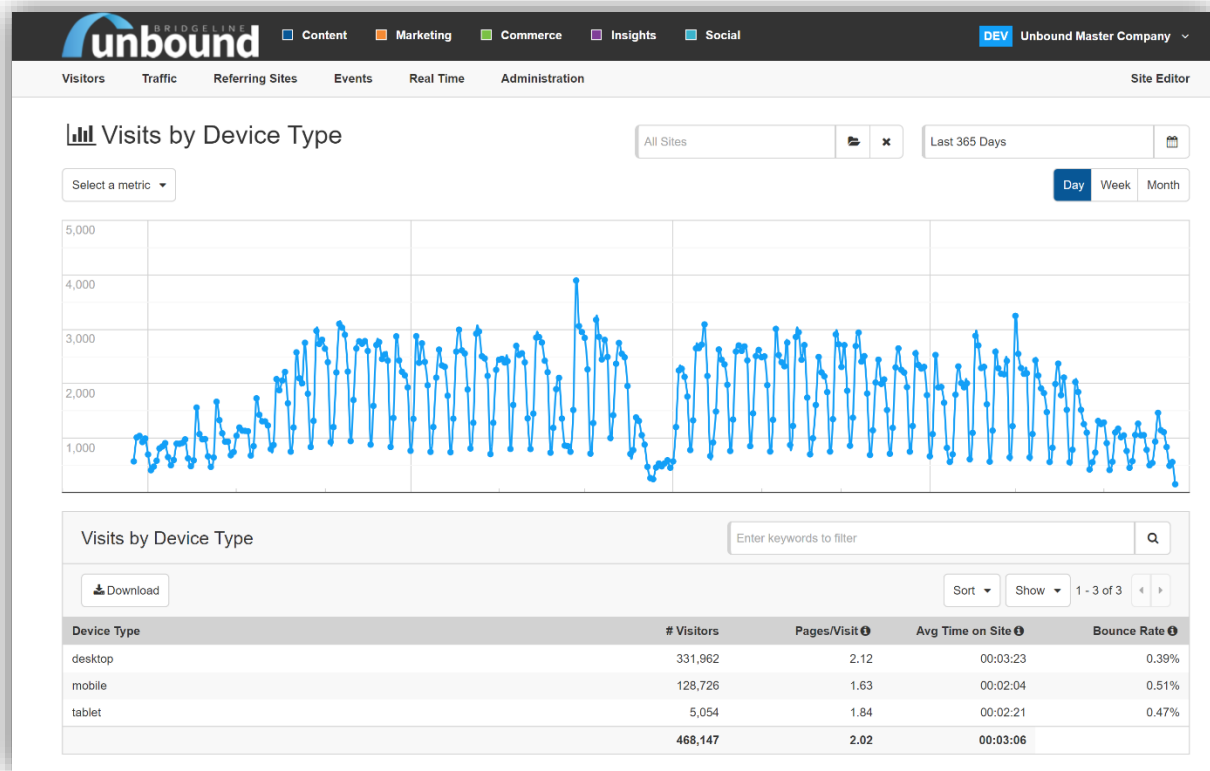 BRIDGELINE
unbound
Content Marketing Commerce Insights Social DEV Unbound Master Company
Visitors Traffic Referring Sites Events Real Time Administration Site Editor
Visits by Device Type All Sites Last 365 Days
Select a metric Day Week Month
5,000
4,000
3,000
2,000
1,000
Visits by Device Type Enter keywords to filter
Download Sort Show 1 - 3 of 3
Device Type # Visitors Pages/Visit Avg Time on Site Bounce Rate
desktop 331,962 2.12 00:03:23 0.39%
mobile 128,726 1.63 00:02:04 0.51%
tablet 5,054 1.84 00:02:21 0.47%
468,147 2.02 00:03:06